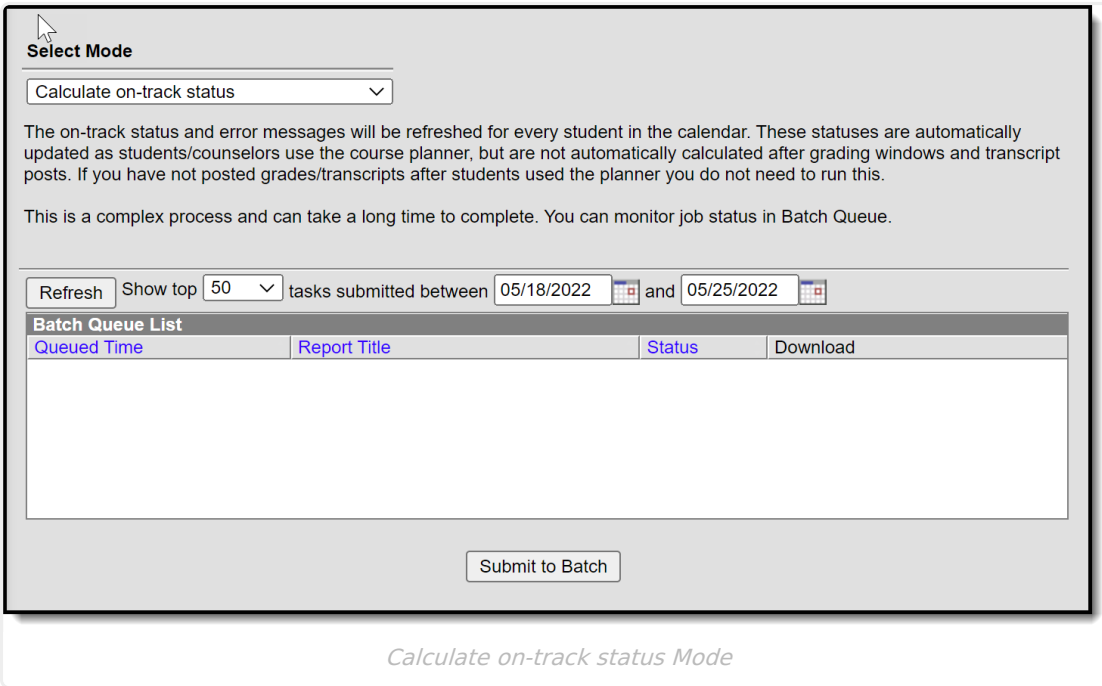 Select Mode
Calculate on-track status
The on-track status and error messages will be refreshed for every student in the calendar. These statuses are automatically
updated as students/counselors use the course planner, but are not automatically calculated after grading windows and transcript
posts. If you have not posted grades/transcripts after students used the planner you do not need to run this.
This is a complex process and can take a long time to complete. You can monitor job status in Batch Queue.
Refresh Show top 50 tasks submitted between 05/18/2022 and 05/25/2022
Batch Queue List
Queued Time Report Title Status Download
Submit to Batch
Calculate on-track status Mode